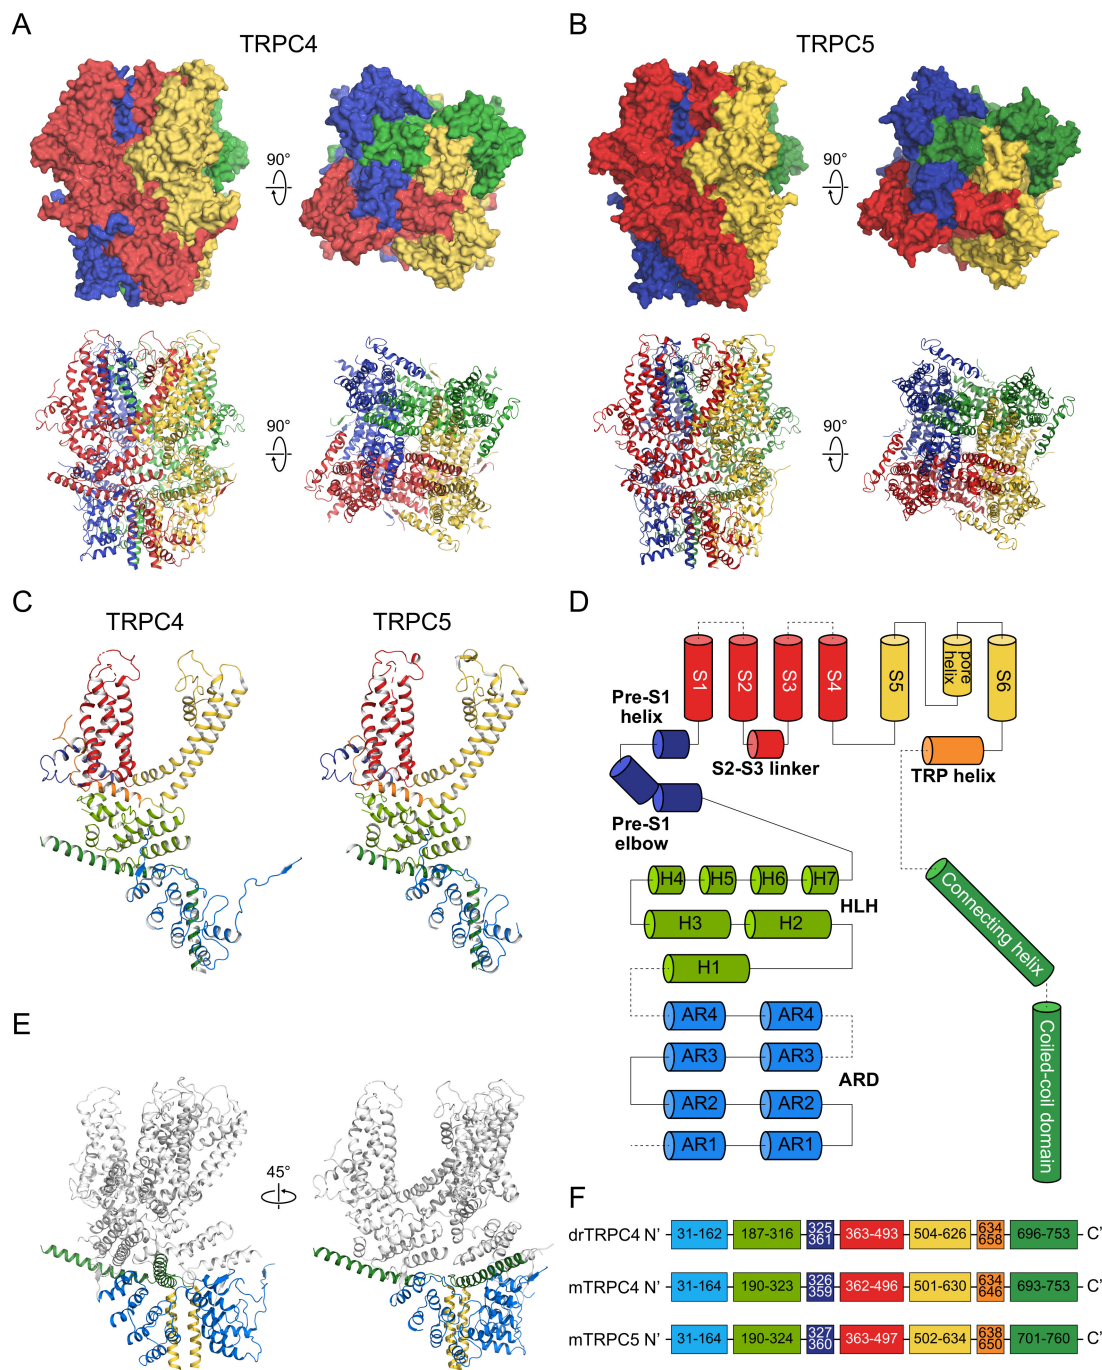 A
TRPC4
90°
90°
B
TRPC5
90°
90°
C
TRPC4
TRPC5
D
S1
S2
S3
S4
S5
pore
helix
S6
Pre-S1
helix
S2-S3 linker
TRP helix
Pre-S1
elbow
H4
H5
H6
H7
HLH
H3
H2
H1
Connecting helix
AR4
AR4
AR3
AR3
ARD
AR2
AR2
AR1
AR1
Coiled-coil domain
E
45°
F
drTRPC4 N' 31-162 187-316 325 361 363-493 504-626 634 658 696-753 C'
mTRPC4 N' 31-164 190-323 326 359 362-496 501-630 634 646 693-753 C'
mTRPC5 N' 31-164 190-324 327 360 363-497 502-634 638 650 701-760 C'